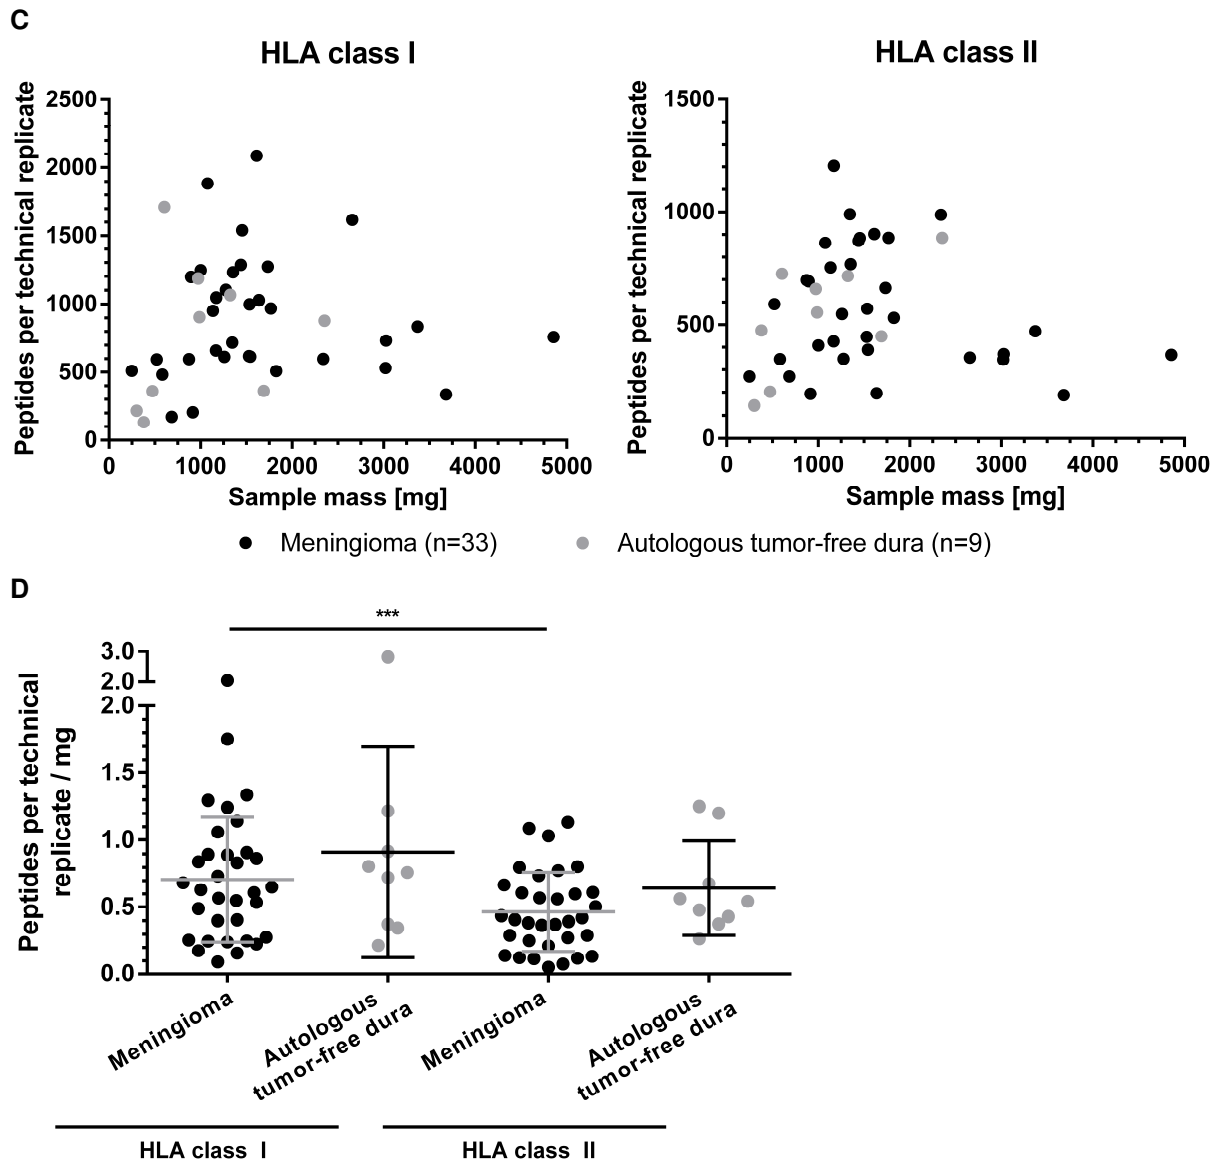 C
HLA class I
Peptides per technical replicate
2500
2000
1500
1000
500
0
0 1000 2000 3000 4000 5000
Sample mass [mg]
HLA class II
Peptides per technical replicate
1500
1000
500
0
0 1000 2000 3000 4000 5000
Sample mass [mg]
Meningioma (n=33) Autologous tumor-free dura (n=9)
D
***
Peptides per technical
replicate / mg
3.0
2.0
2.0
1.5
1.0
0.5
0.0
Meningioma
Autologous
tumor-free dura
Meningioma
Autologous
tumor-free dura
HLA class I
HLA class II